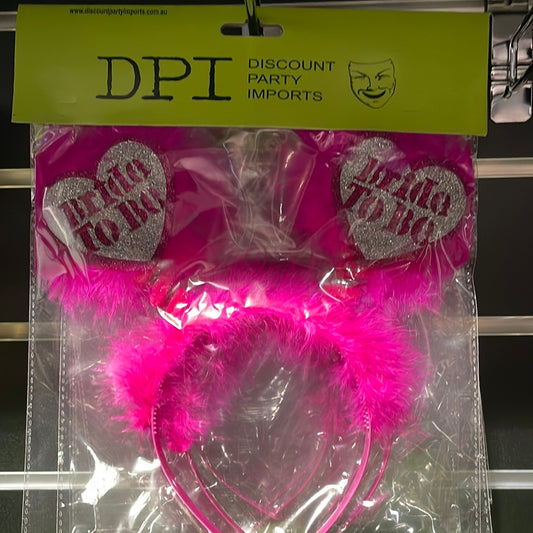 www.discountpartyimports.com.au
DPI
DISCOUNT
PARTY
IMPORTS
Bride
TO BE
Bride
TO BE